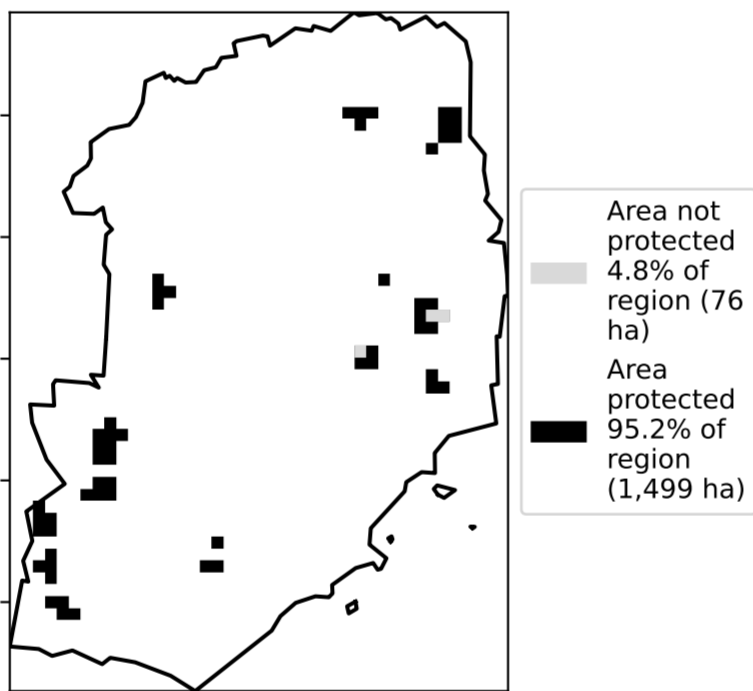 Area not
protected
4.8% of
region (76
ha)
Area
protected
95.2% of
region
(1,499 ha)